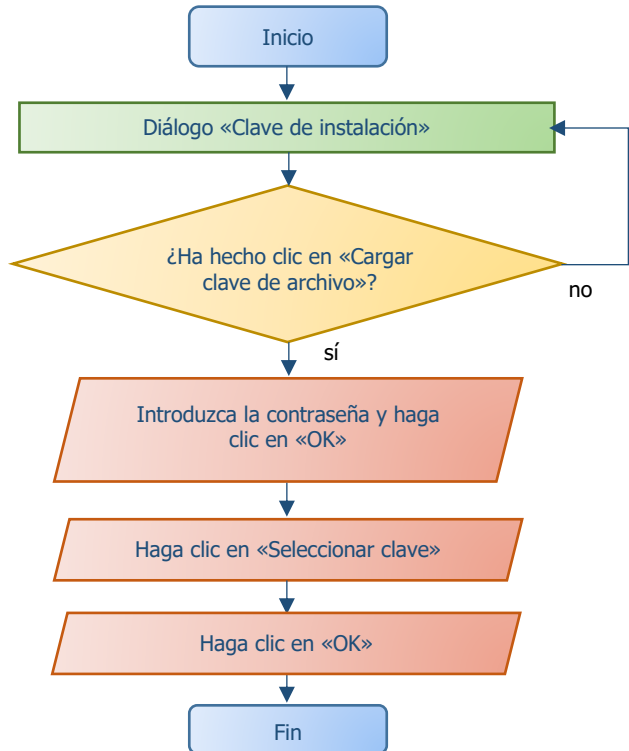 Inicio
Diálogo «Clave de instalación»
¿Ha hecho clic en «Cargar
clave de archivo»?
no
sí
Introduzca la contraseña y haga
clic en «OK»
Haga clic en «Seleccionar clave»
Haga clic en «OK»
Fin